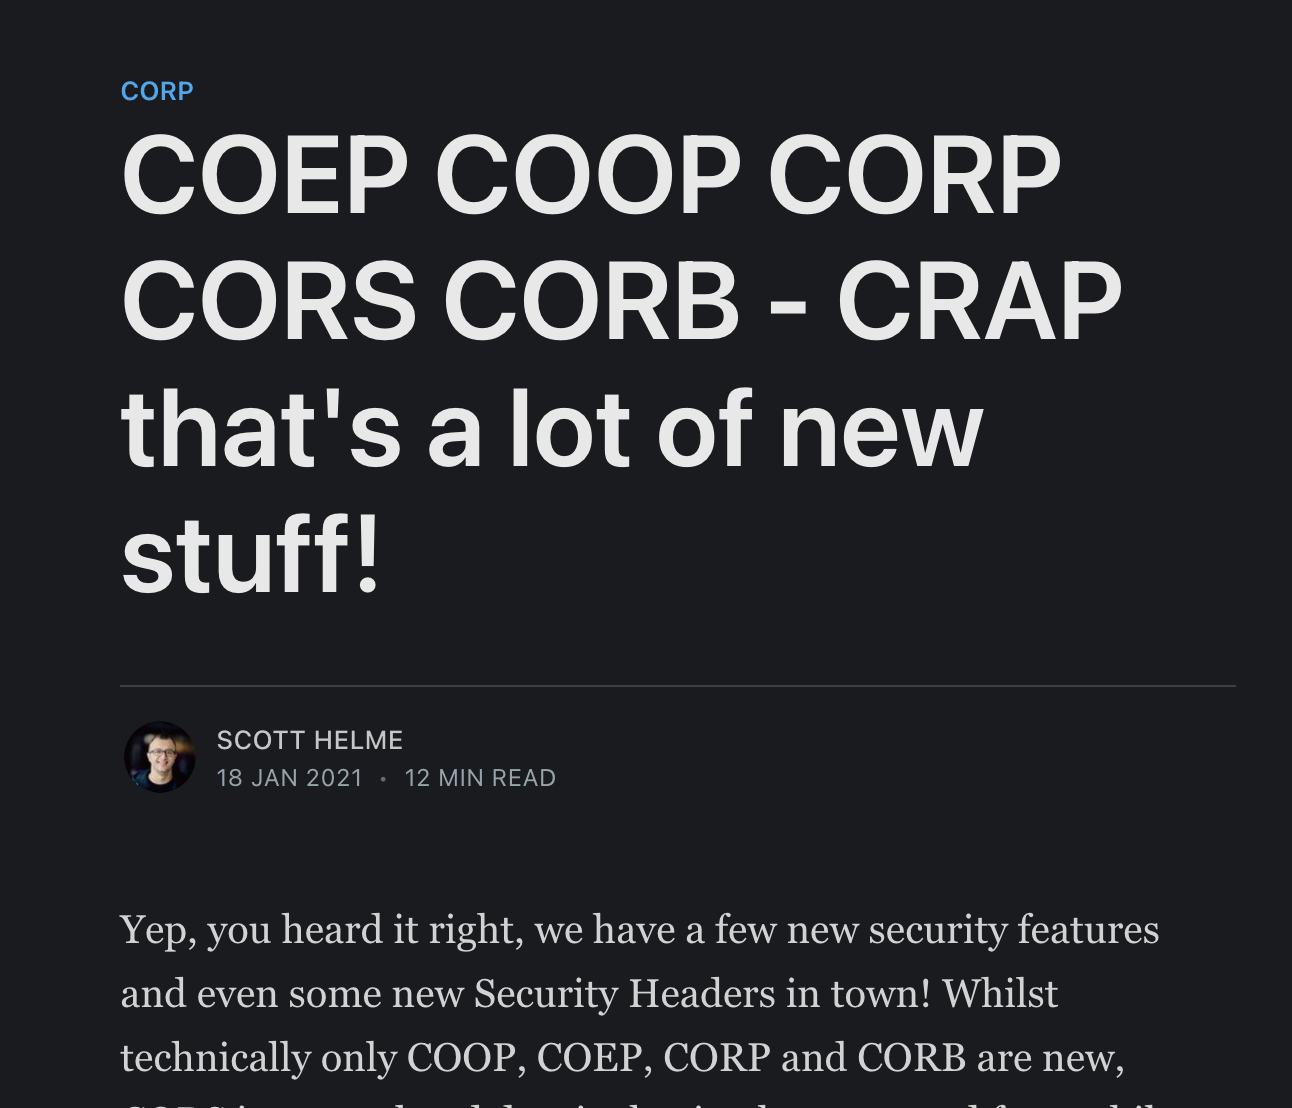 CORP
COEP COOP CORP
CORS CORB - CRAP
that's a lot of new
stuff!
SCOTT HELME
18 JAN 2021 • 12 MIN READ
Yep, you heard it right, we have a few new security features
and even some new Security Headers in town! Whilst
technically only COOP, COEP, CORP and CORB are new,